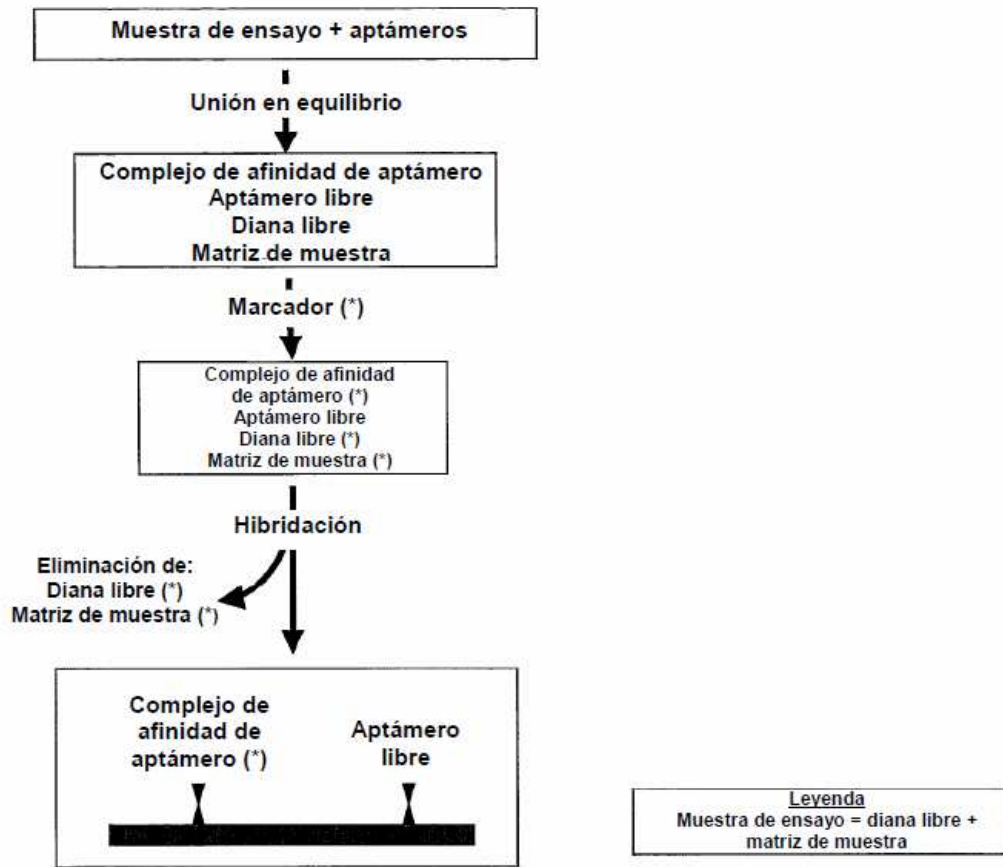 Muestra de ensayo + aptámeros
Unión en equilibrio
Complejo de afinidad de aptámero
Aptámero libre
Diana libre
Matriz de muestra
Marcador (*)
Complejo de afinidad
de aptámero (*)
Aptámero libre
Diana libre (*)
Matriz de muestra (*)
Hibridación
Eliminación de:
Diana libre (*)
Matriz de muestra (*)
Complejo de
afinidad de
aptámero (*)
Aptámero
libre
Leyenda
Muestra de ensayo = diana libre +
matriz de muestra